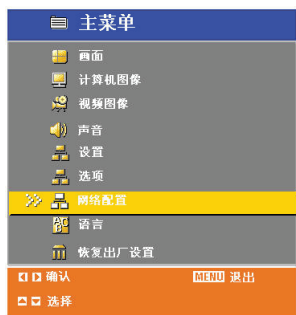 主菜单
画面
计算机图像
视频图像
声音
设置
选项
网络配置
语言
恢复出厂设置
确认 MENU 退出
选择